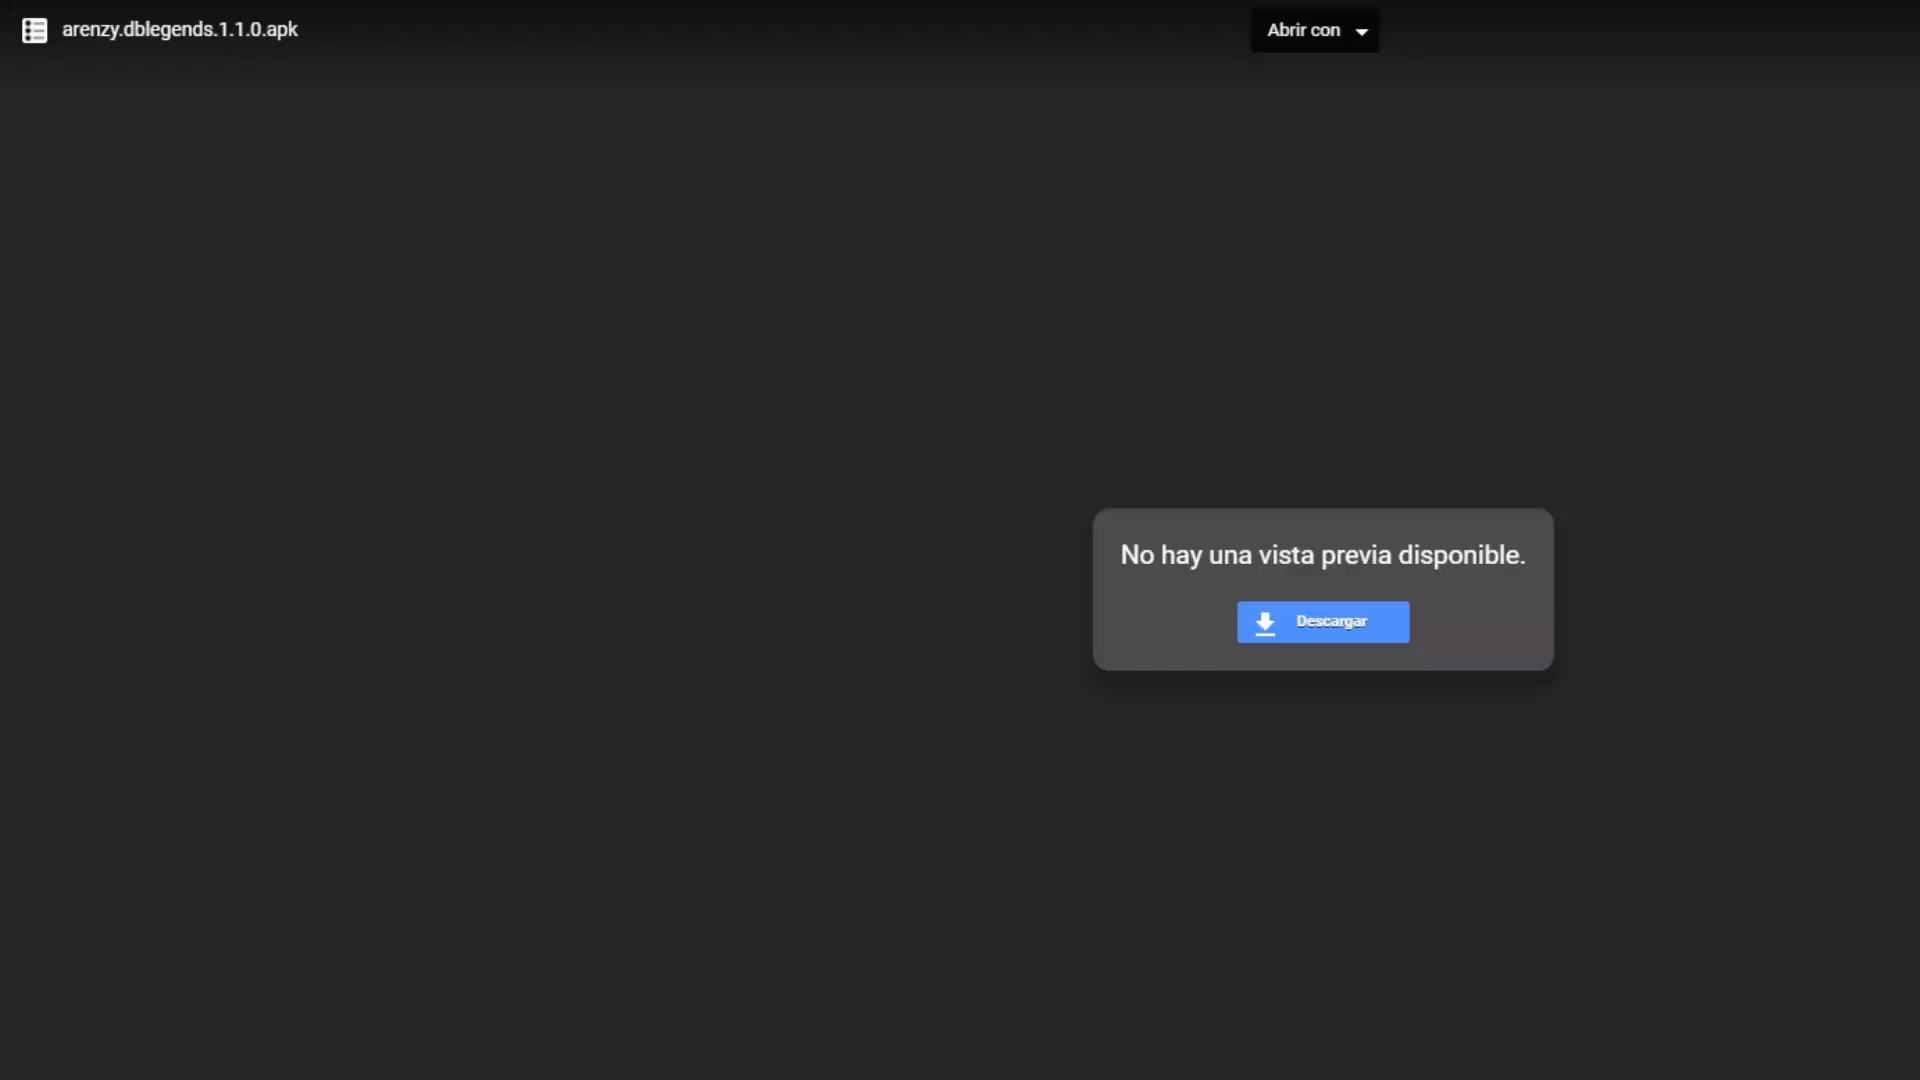 arenzy.dblegends.1.1.0.apk
Abrir con
No hay una vista previa disponible.
Descargar